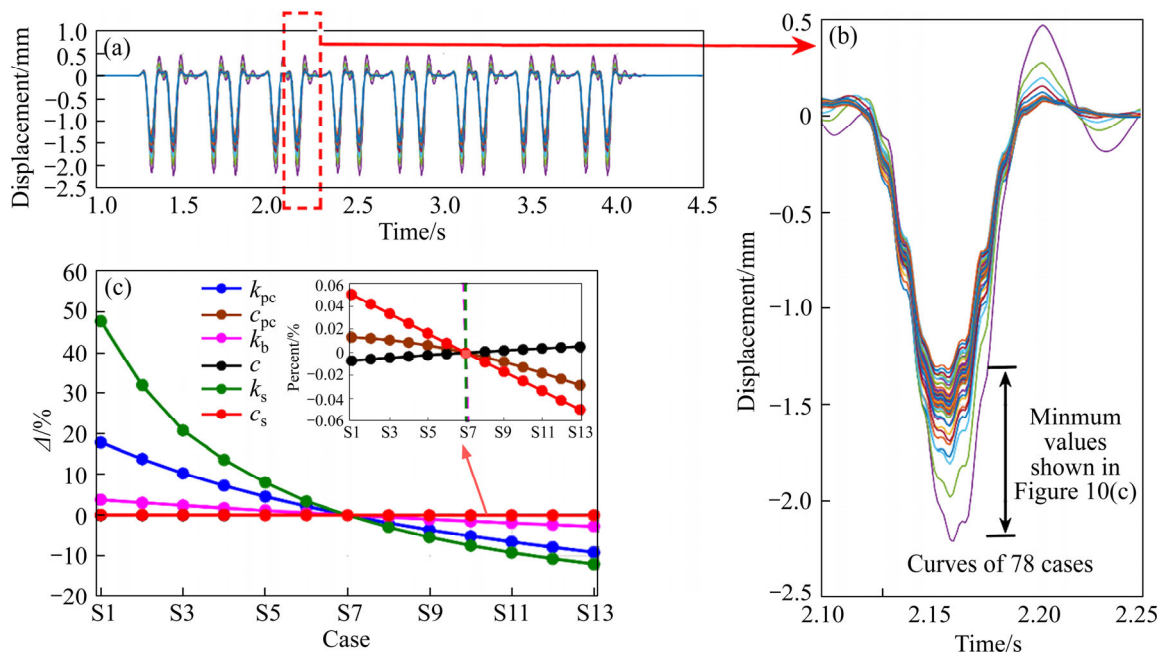 (a)
Displacement/mm
1.0
0.5
0
−0.5
−1.0
−1.5
−2.0
−2.5
1.0 1.5 2.0 2.5 3.0 3.5 4.0 4.5
Time/s
(b)
Displacement/mm
0.5
0
−0.5
−1.0
−1.5
−2.0
−2.5
Minmum
values
shown in
Figure 10(c)
Curves of 78 cases
2.10 2.15 2.20 2.25
Time/s
(c)
Δ/%
60
50
40
30
20
10
0
−10
−20
k_pc
c_pc
k_b
c
k_s
c_s
Percent/%
0.06
0.04
0.02
0
−0.02
−0.04
−0.06
S1 S3 S5 S7 S9 S11 S13
S1 S3 S5 S7 S9 S11 S13
Case